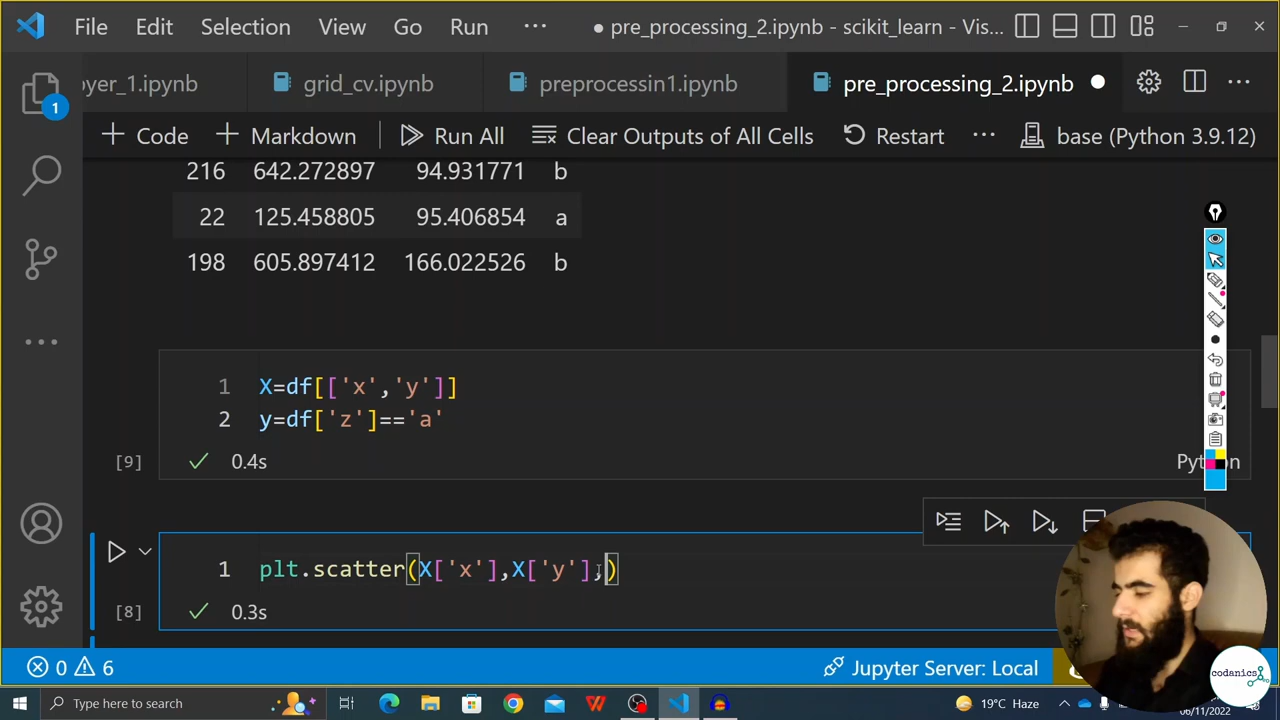 File Edit Selection View Go Run ··· ● pre_processing_2.ipynb - scikit_learn - Vis...
yer_1.ipynb grid_cv.ipynb preprocessin1.ipynb pre_processing_2.ipynb
1
+ Code + Markdown Run All Clear Outputs of All Cells Restart ··· base (Python 3.9.12)
216 642.272897 94.931771 b
22 125.458805 95.406854 a
198 605.897412 166.022526 b
1 X=df[['x','y']]
2 y=df['z']=='a'
[9] 0.4s
1 plt.scatter(X['x'],X['y'],)
[8] 0.3s
codanics
0 6 Jupyter Server: Local
Type here to search 19°C Haze
06/11/2022